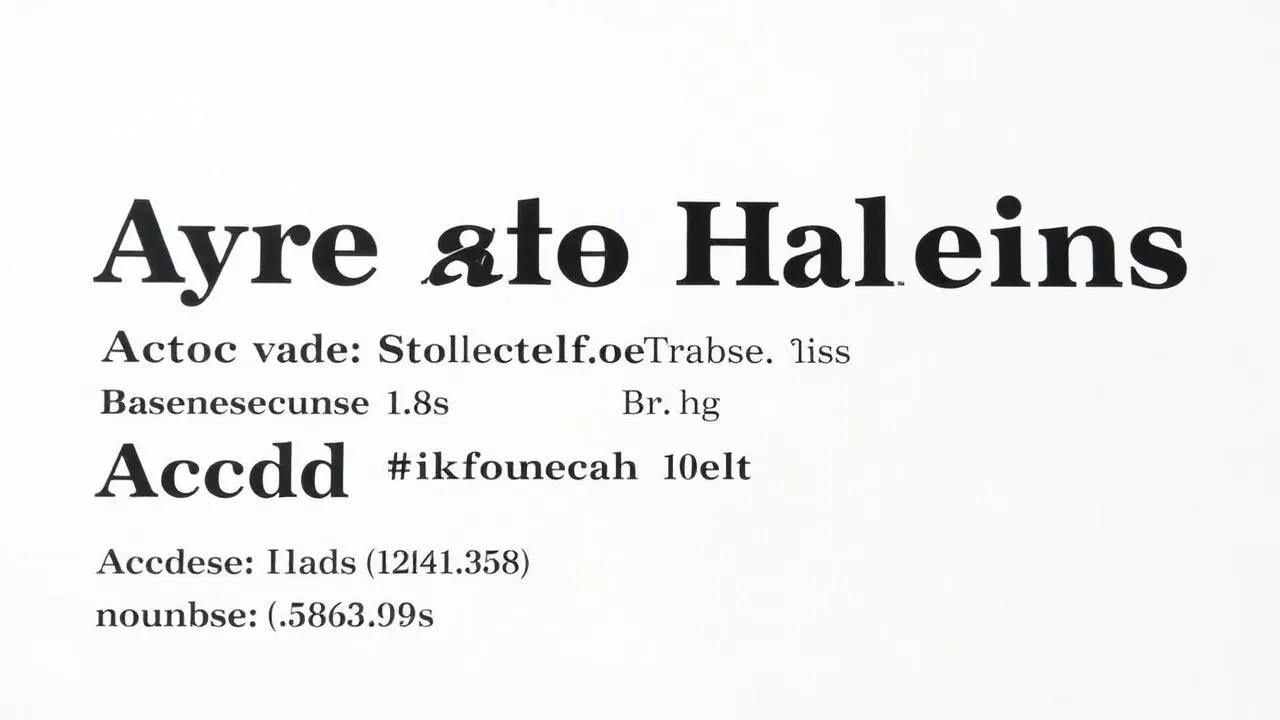 Ayre ato Haleins
Actoc vade: Stollectelf.oeTrabse. 1iss
Basenesecunse 1.8s Br. hg
Accdd #ikfounecah 10elt
Accdese: Ilads (12141.358)
nounbse: (.5863.99s